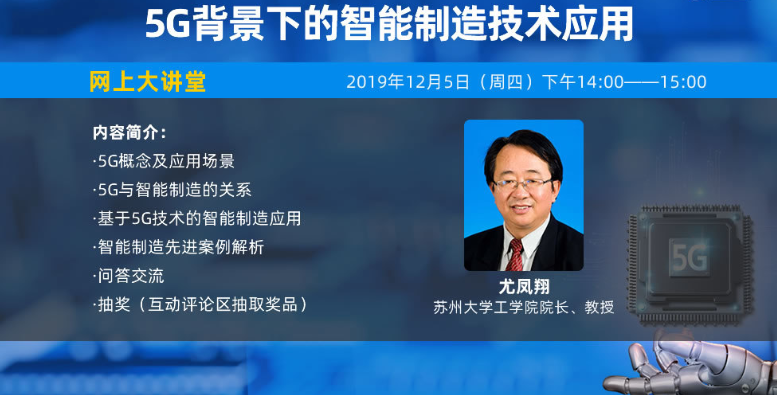 5G背景下的智能制造技术应用
网上大讲堂
2019年12月5日（周四）下午14:00——15:00
内容简介：
·5G概念及应用场景
·5G与智能制造的关系
·基于5G技术的智能制造应用
·智能制造先进案例解析
·问答交流
·抽奖（互动评论区抽取奖品）
尤凤翔
苏州大学工学院院长、教授
5G